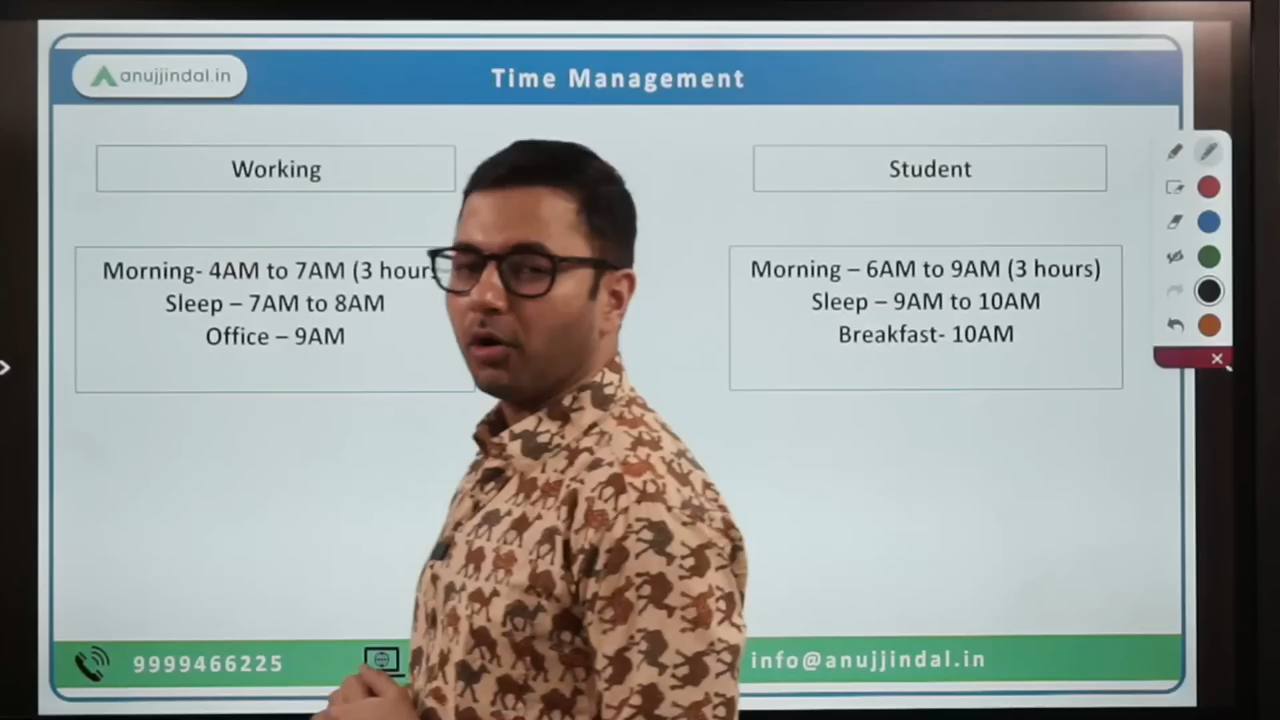 anujjindal.in
Time Management
Working
Student
Morning- 4AM to 7AM (3 hour
Sleep – 7AM to 8AM
Office – 9AM
Morning – 6AM to 9AM (3 hours)
Sleep – 9AM to 10AM
Breakfast- 10AM
9999466225
info@anujjindal.in